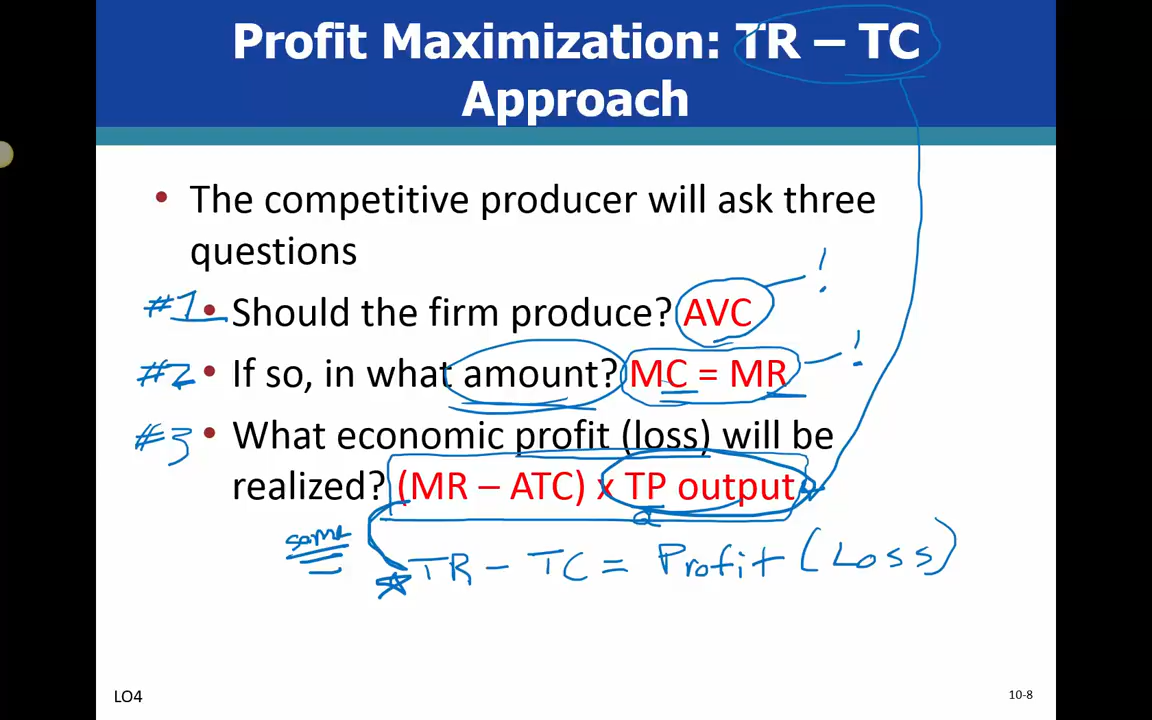 Profit Maximization: TR – TC
Approach
• The competitive producer will ask three
questions
#1 • Should the firm produce? AVC !
#2 • If so, in what amount? MC = MR !
#3 • What economic profit (loss) will be
realized? (MR – ATC) x TP output
same
TR - TC = Profit (Loss)
LO4
10-8